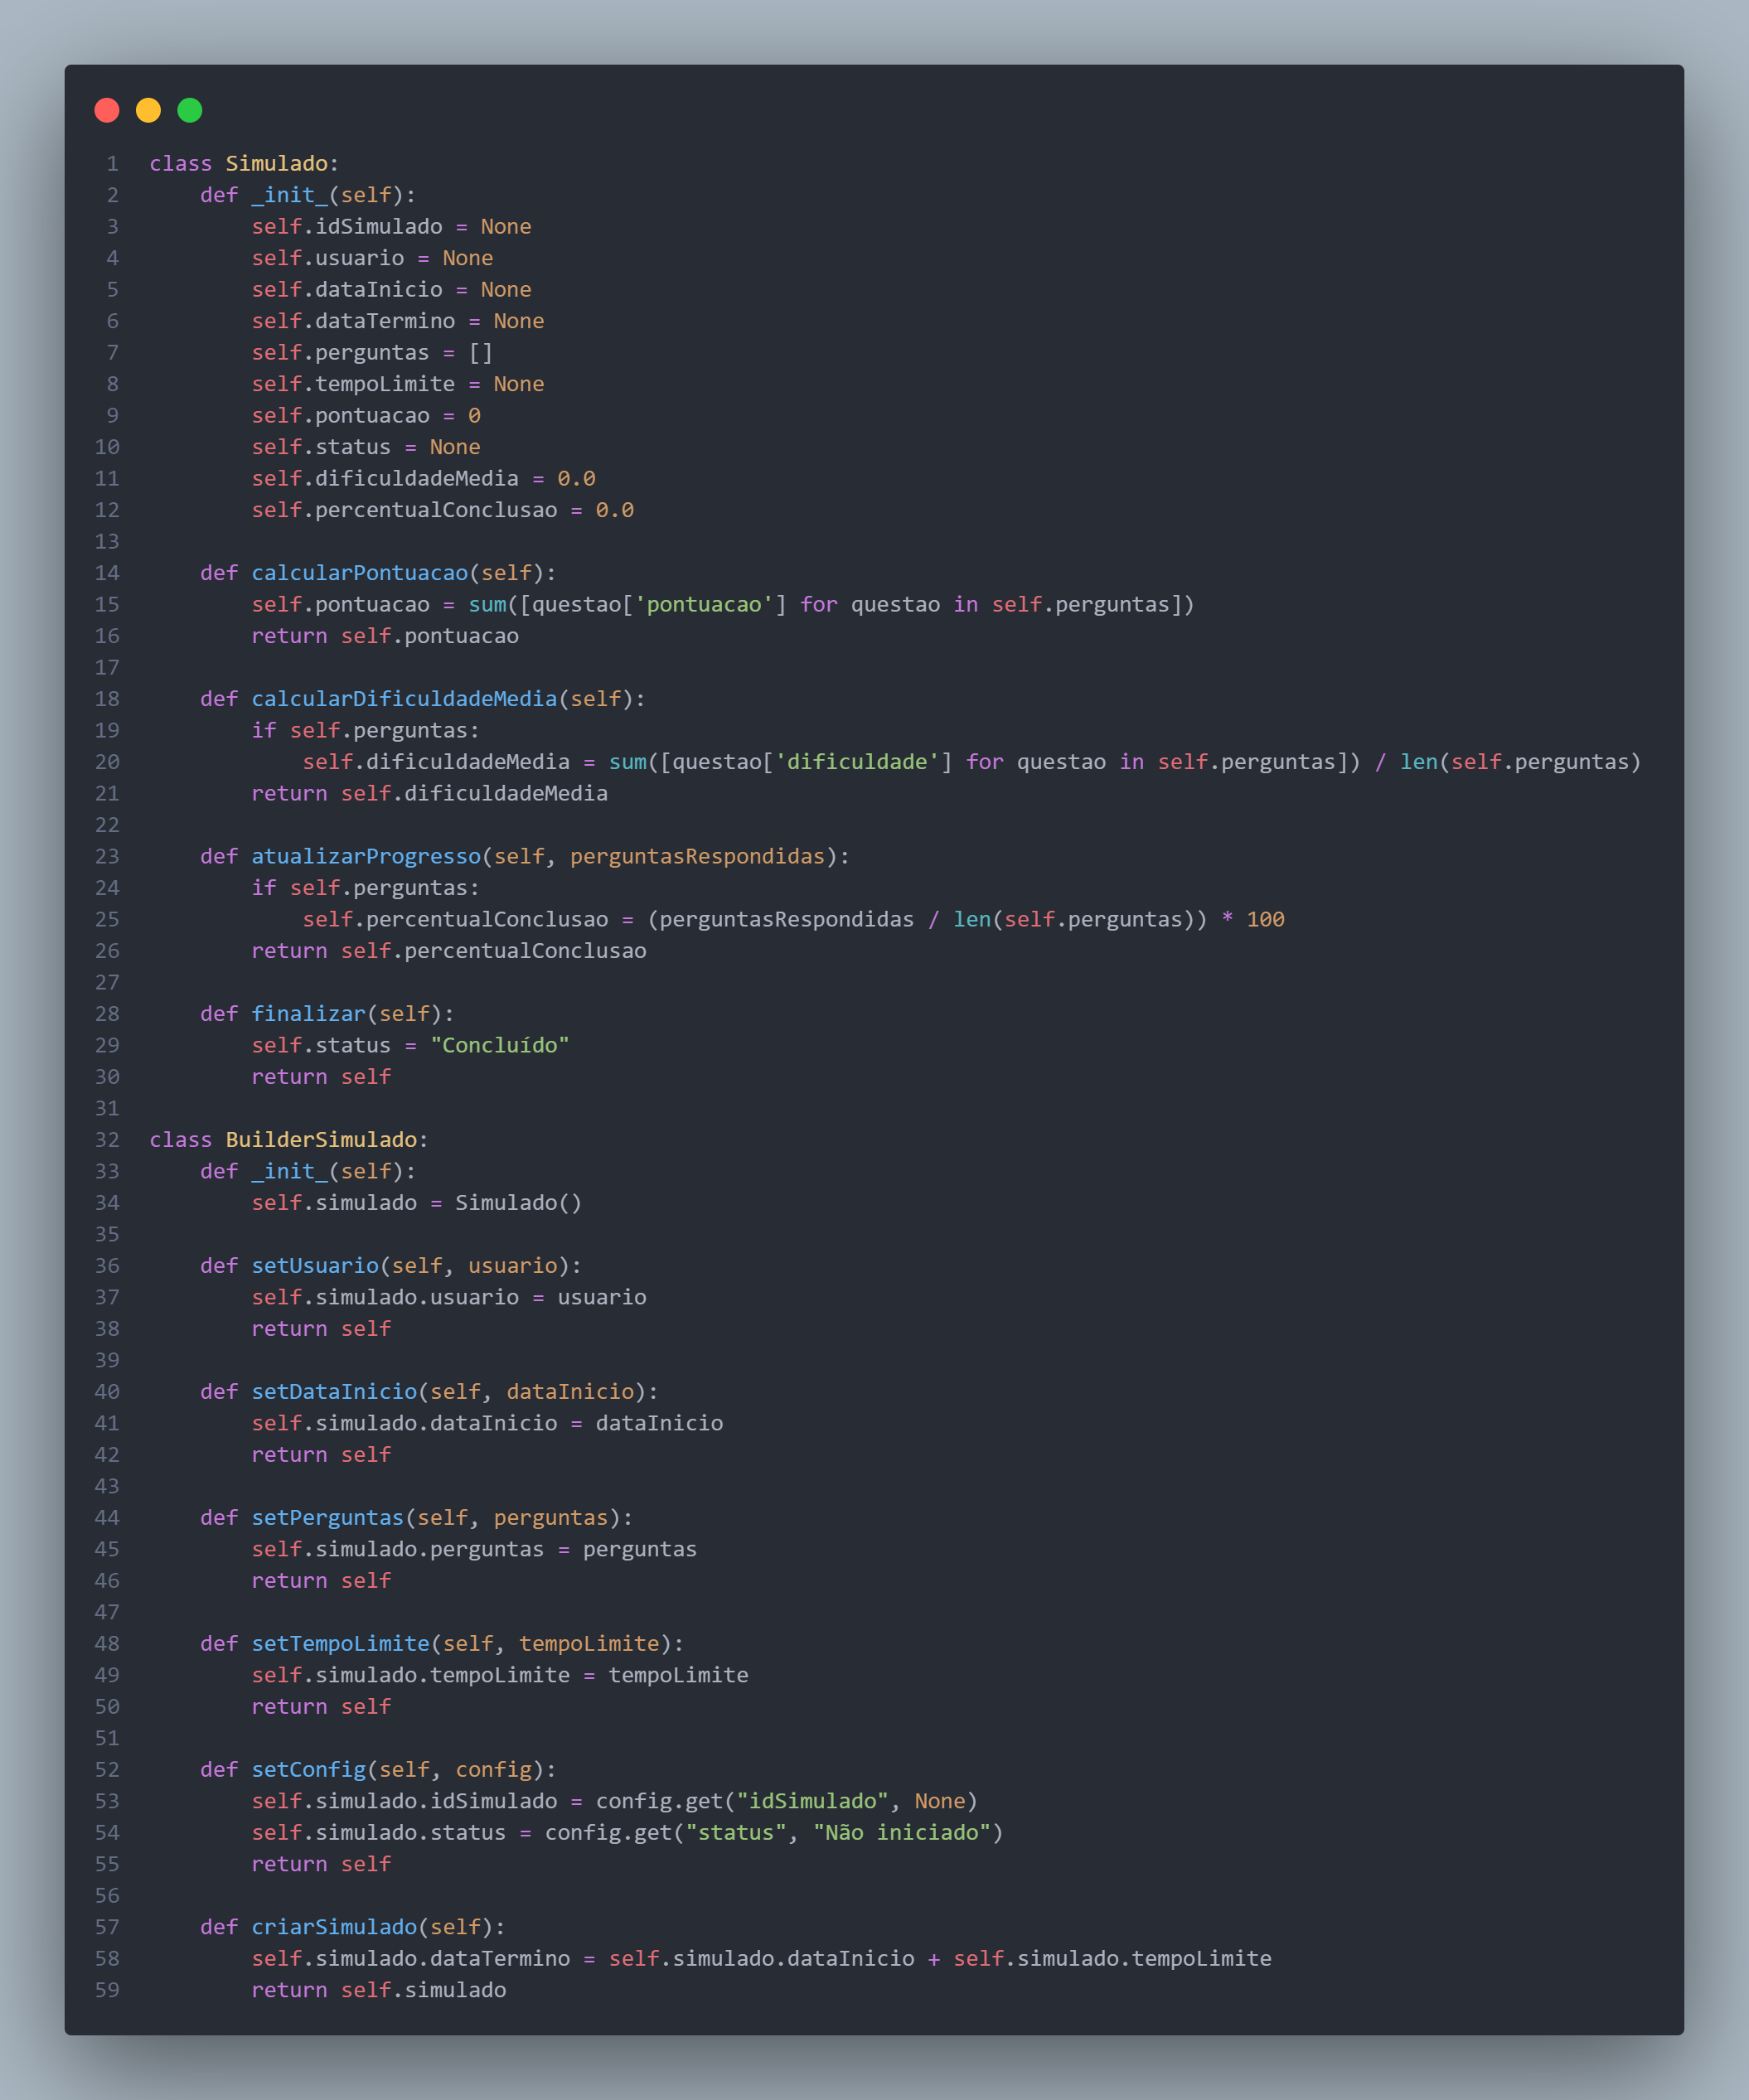 1 class Simulado:
2     def _init_(self):
3         self.idSimulado = None
4         self.usuario = None
5         self.dataInicio = None
6         self.dataTermino = None
7         self.perguntas = []
8         self.tempoLimite = None
9         self.pontuacao = 0
10         self.status = None
11         self.dificuldadeMedia = 0.0
12         self.percentualConclusao = 0.0
13
14     def calcularPontuacao(self):
15         self.pontuacao = sum([questao['pontuacao'] for questao in self.perguntas])
16         return self.pontuacao
17
18     def calcularDificuldadeMedia(self):
19         if self.perguntas:
20             self.dificuldadeMedia = sum([questao['dificuldade'] for questao in self.perguntas]) / len(self.perguntas)
21         return self.dificuldadeMedia
22
23     def atualizarProgresso(self, perguntasRespondidas):
24         if self.perguntas:
25             self.percentualConclusao = (perguntasRespondidas / len(self.perguntas)) * 100
26         return self.percentualConclusao
27
28     def finalizar(self):
29         self.status = "Concluído"
30         return self
31
32 class BuilderSimulado:
33     def _init_(self):
34         self.simulado = Simulado()
35
36     def setUsuario(self, usuario):
37         self.simulado.usuario = usuario
38         return self
39
40     def setDataInicio(self, dataInicio):
41         self.simulado.dataInicio = dataInicio
42         return self
43
44     def setPerguntas(self, perguntas):
45         self.simulado.perguntas = perguntas
46         return self
47
48     def setTempoLimite(self, tempoLimite):
49         self.simulado.tempoLimite = tempoLimite
50         return self
51
52     def setConfig(self, config):
53         self.simulado.idSimulado = config.get("idSimulado", None)
54         self.simulado.status = config.get("status", "Não iniciado")
55         return self
56
57     def criarSimulado(self):
58         self.simulado.dataTermino = self.simulado.dataInicio + self.simulado.tempoLimite
59         return self.simulado